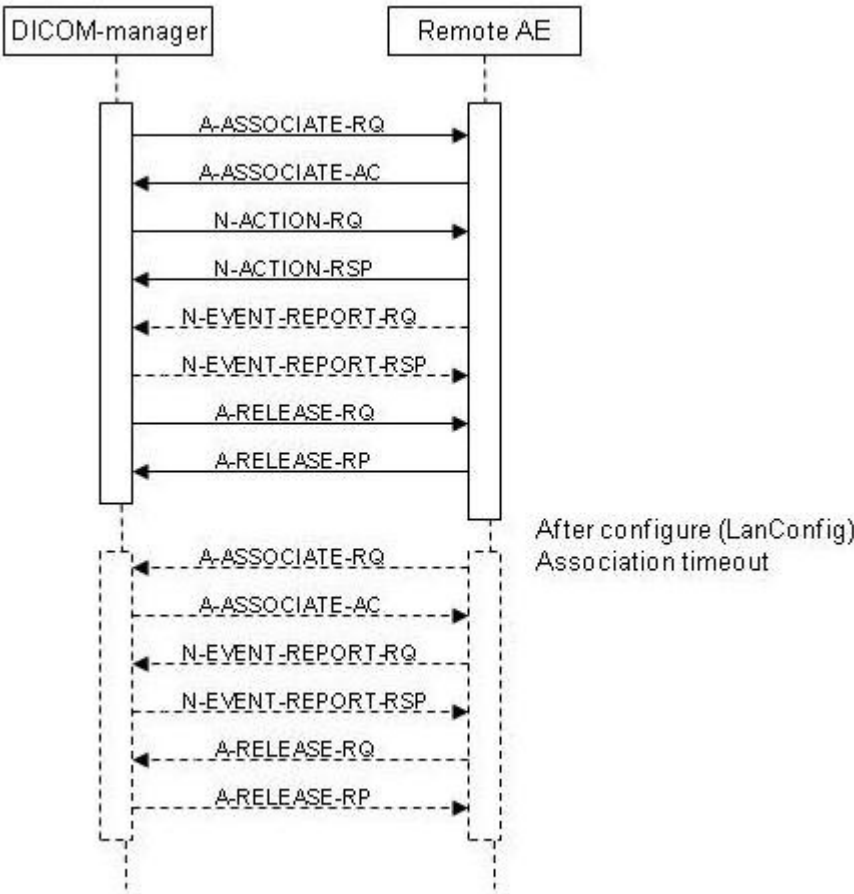 DICOM-manager
Remote AE
A-ASSOCIATE-RQ
A-ASSOCIATE-AC
N-ACTION-RQ
N-ACTION-RSP
N-EVENT-REPORT-RQ
N-EVENT-REPORT-RSP
A-RELEASE-RQ
A-RELEASE-RP
After configure (LanConfig)
Association timeout
A-ASSOCIATE-RQ
A-ASSOCIATE-AC
N-EVENT-REPORT-RQ
N-EVENT-REPORT-RSP
A-RELEASE-RQ
A-RELEASE-RP